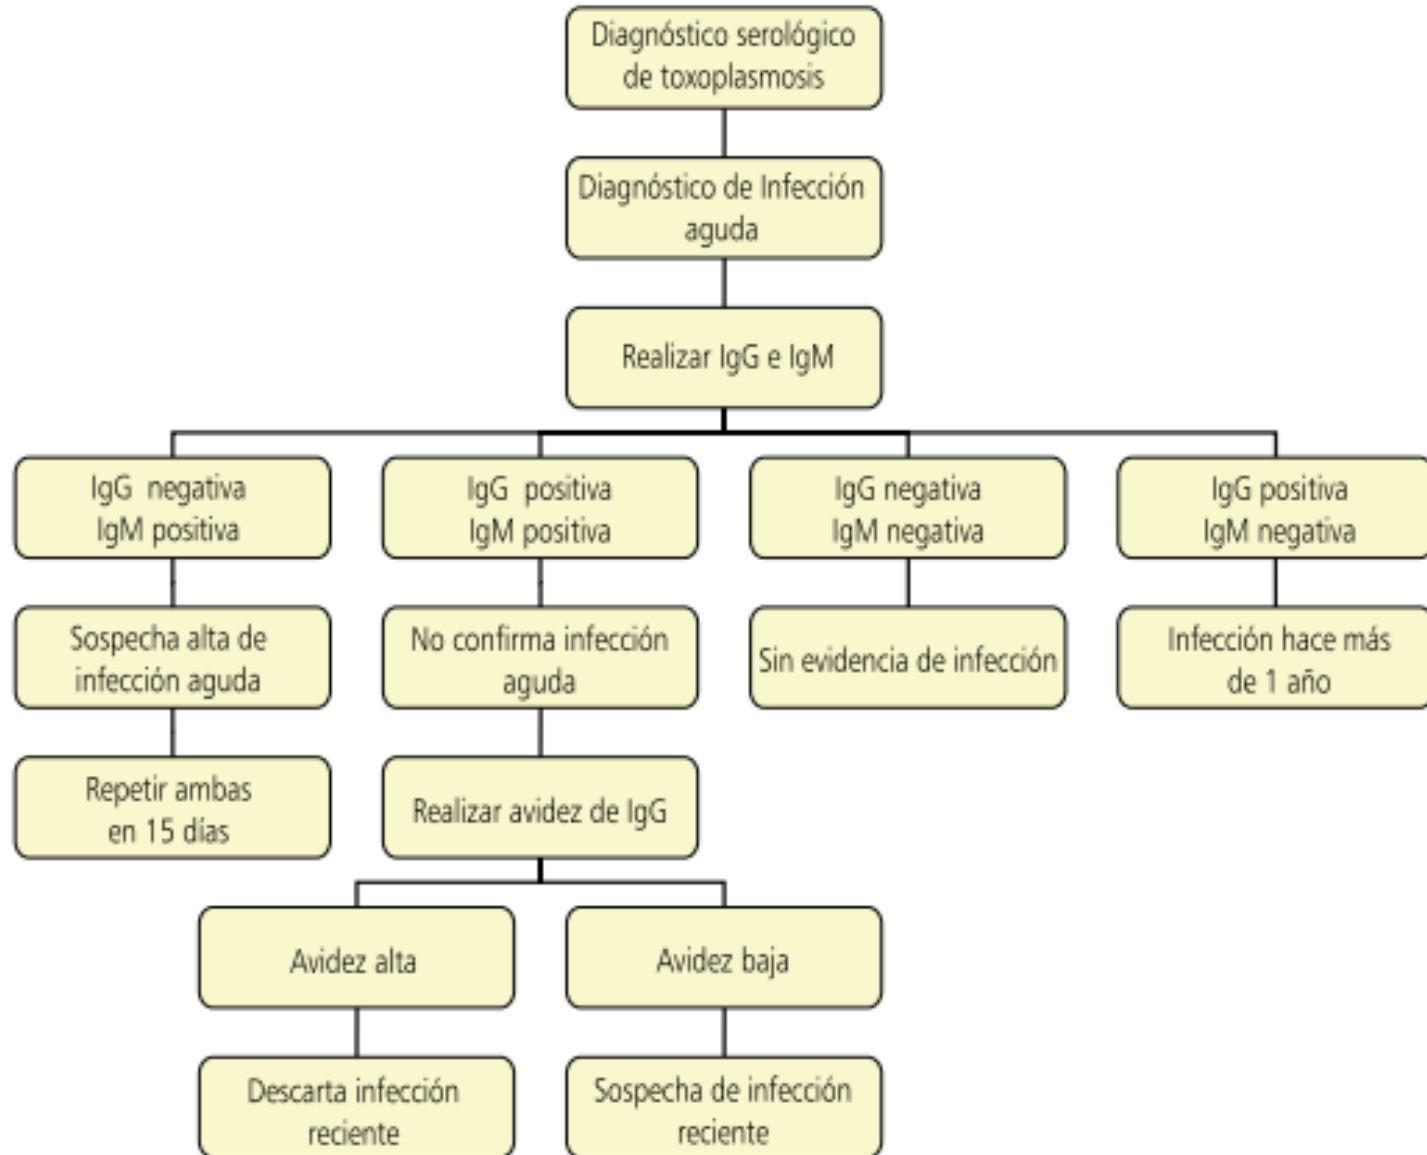 Diagnóstico serológico
de toxoplasmosis
Diagnóstico de Infección
aguda
Realizar IgG e IgM
IgG negativa
IgM positiva
IgG positiva
IgM positiva
IgG negativa
IgM negativa
IgG positiva
IgM negativa
Sospecha alta de
infección aguda
No confirma infección
aguda
Sin evidencia de infección
Infección hace más
de 1 año
Repetir ambas
en 15 días
Realizar avidez de IgG
Avidez alta
Avidez baja
Descarta infección
reciente
Sospecha de infección
reciente